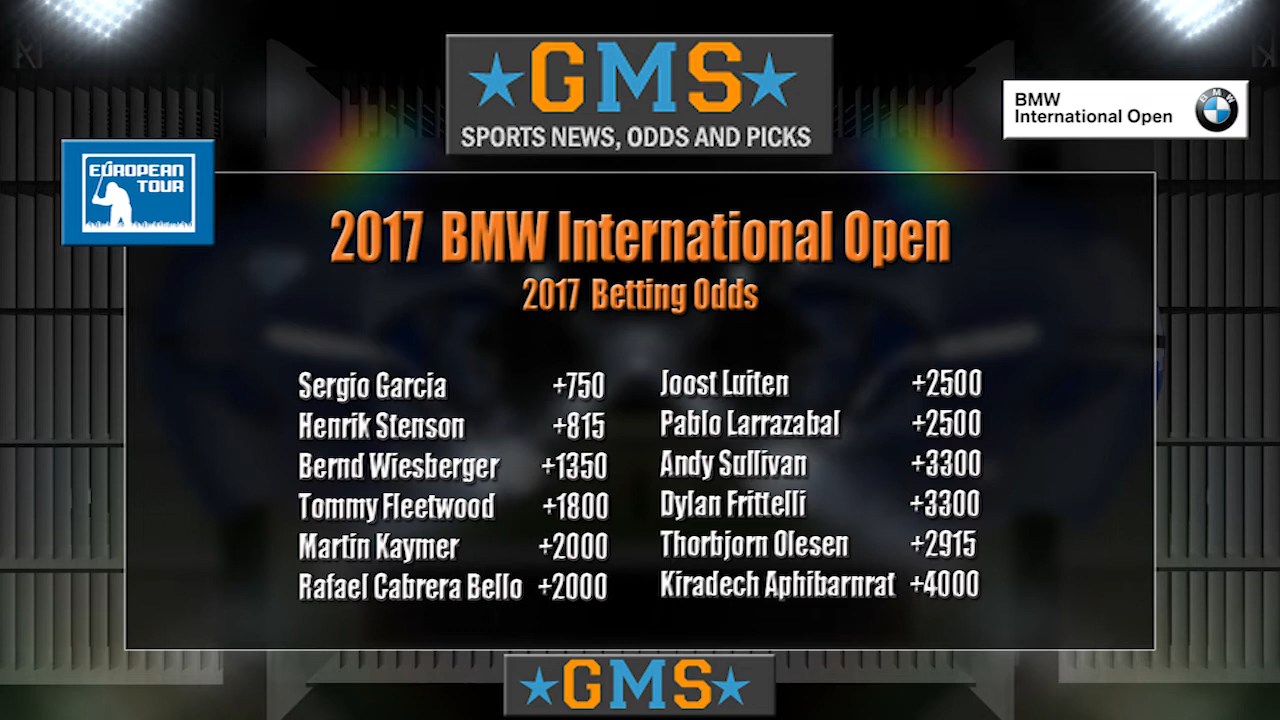 GMS
SPORTS NEWS, ODDS AND PICKS
BMW
International Open
EUROPEAN
TOUR
2017 BMW International Open
2017 Betting Odds
Sergio Garcia +750
Henrik Stenson +815
Bernd Wiesberger +1350
Tommy Fleetwood +1800
Martin Kaymer +2000
Rafael Cabrera Bello +2000
Joost Luiten +2500
Pablo Larrazabal +2500
Andy Sullivan +3300
Dylan Frittelli +3300
Thorbjorn Olesen +2915
Kiradech Aphibarnrat +4000
GMS